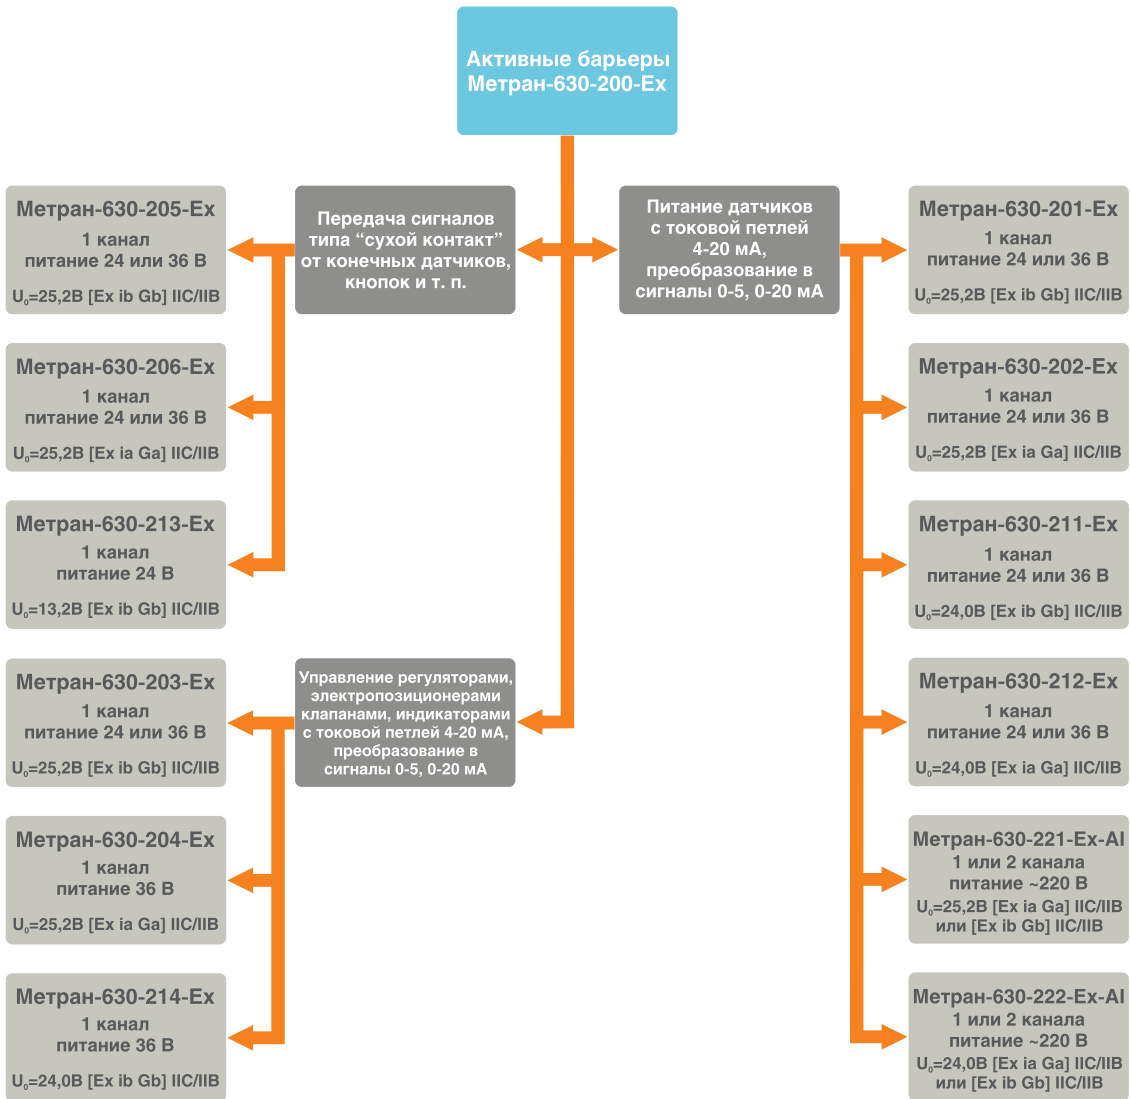 Активные барьеры
Метран-630-200-Ex
Передача сигналов
типа “сухой контакт”
от конечных датчиков,
кнопок и т. п.
Метран-630-205-Ex
1 канал
питание 24 или 36 В
U₀=25,2В [Ex ib Gb] IIC/IIB
Метран-630-206-Ex
1 канал
питание 24 или 36 В
U₀=25,2В [Ex ia Ga] IIC/IIB
Метран-630-213-Ex
1 канал
питание 24 В
U₀=13,2В [Ex ib Gb] IIC/IIB
Управление регуляторами,
электропозиционерами
клапанами, индикаторами
с токовой петлей 4-20 мА,
преобразование в
сигналы 0-5, 0-20 мА
Метран-630-203-Ex
1 канал
питание 24 или 36 В
U₀=25,2В [Ex ib Gb] IIC/IIB
Метран-630-204-Ex
1 канал
питание 36 В
U₀=25,2В [Ex ia Ga] IIC/IIB
Метран-630-214-Ex
1 канал
питание 36 В
U₀=24,0В [Ex ib Gb] IIC/IIB
Питание датчиков
с токовой петлей
4-20 мА,
преобразование в
сигналы 0-5, 0-20 мА
Метран-630-201-Ex
1 канал
питание 24 или 36 В
U₀=25,2В [Ex ib Gb] IIC/IIB
Метран-630-202-Ex
1 канал
питание 24 или 36 В
U₀=25,2В [Ex ia Ga] IIC/IIB
Метран-630-211-Ex
1 канал
питание 24 или 36 В
U₀=24,0В [Ex ib Gb] IIC/IIB
Метран-630-212-Ex
1 канал
питание 24 или 36 В
U₀=24,0В [Ex ia Ga] IIC/IIB
Метран-630-221-Ex-AI
1 или 2 канала
питание ~220 В
U₀=25,2В [Ex ia Ga] IIC/IIB
или [Ex ib Gb] IIC/IIB
Метран-630-222-Ex-AI
1 или 2 канала
питание ~220 В
U₀=24,0В [Ex ia Ga] IIC/IIB
или [Ex ib Gb] IIC/IIB